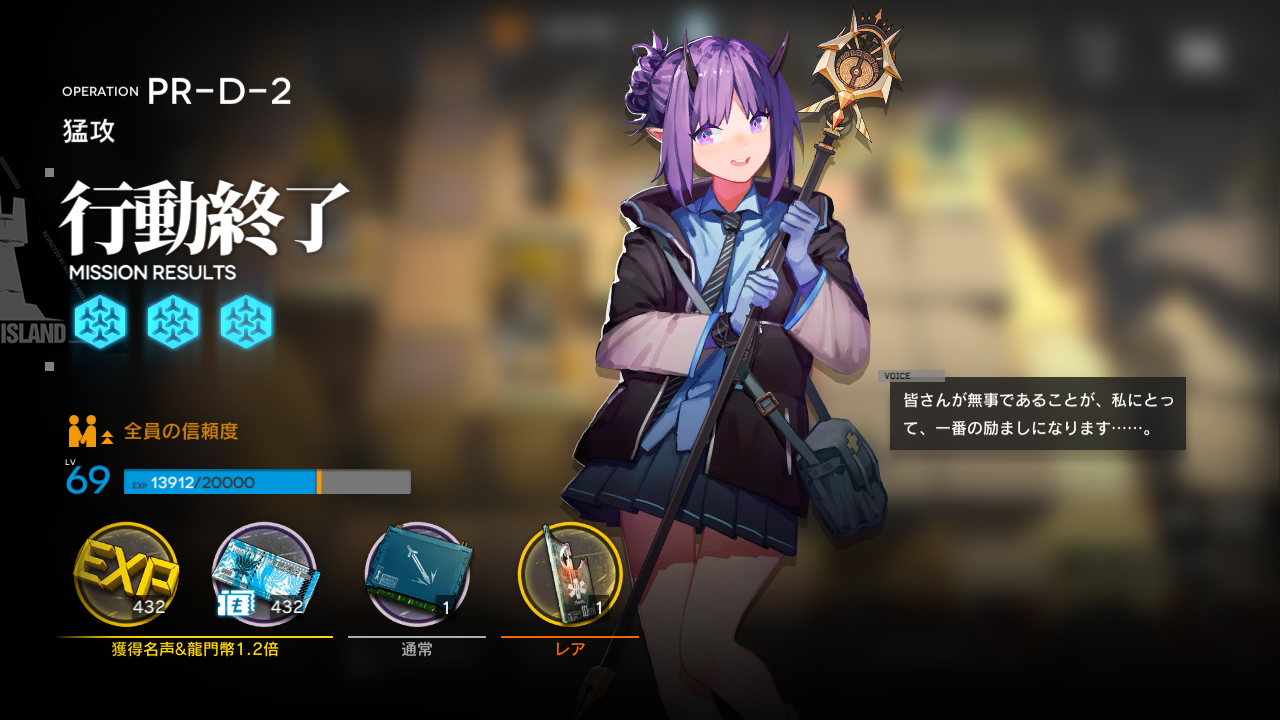 OPERATION PR-D-2
猛攻
行動終了
MISSION RESULTS
ISLAND
全員の信頼度
LV
69
EXP 13912/20000
VOICE
皆さんが無事であることが、私にとっ
て、一番の励ましになります……。
EXP
432
432
1
1
獲得名声&龍門幣1.2倍
通常
レア